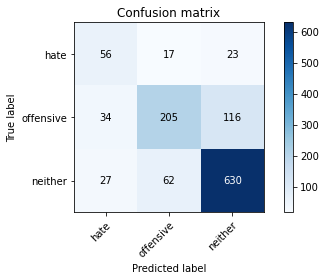 Confusion matrix
hate 56 17 23
offensive 34 205 116
neither 27 62 630
hate offensive neither
True label
Predicted label
600
500
400
300
200
100